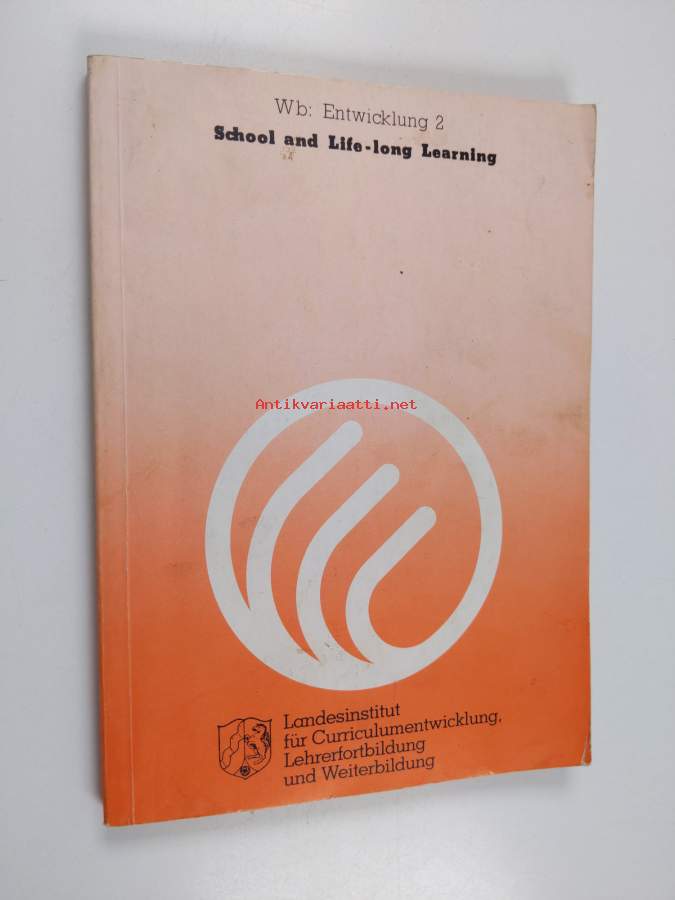 Wb: Entwicklung 2
School and Life-long Learning
Antikvariaatti.net
Landesinstitut
für Curriculumentwicklung,
Lehrerfortbildung
und Weiterbildung